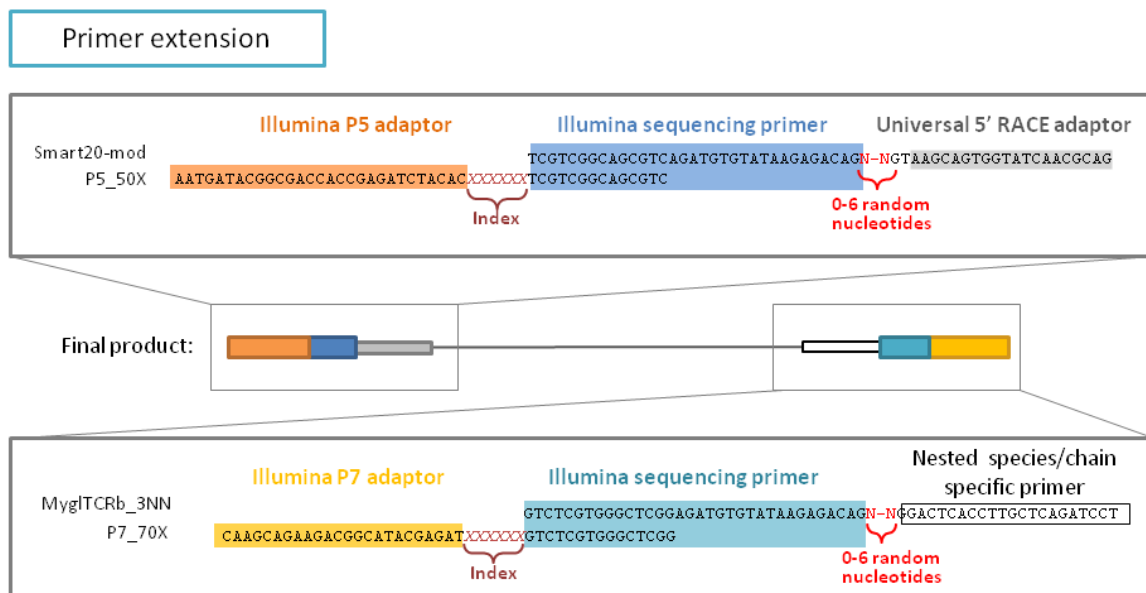 Primer extension
Illumina P5 adaptor Illumina sequencing primer Universal 5' RACE adaptor
Smart20-mod TCGTCGGCAGCGTCAGATGTGTATAAGAGACAGN-NGTAAGCAGTGGTATCAACGCAG
P5_50X AATGATACGGCGACCACCGAGATCTACACXXXXXXTCGTCGGCAGCGTC
Index
0-6 random
nucleotides
Final product:
Illumina P7 adaptor Illumina sequencing primer Nested species/chain
specific primer
MyglTCRb_3NN GTCTCGTGGGCTCGGAGATGTGTATAAGAGACAGN-NGGACTCACCTTGCTCAGATCCT
P7_70X CAAGCAGAAGACGGCATACGAGATXXXXXXGTCTCGTGGGCTCGG
Index
0-6 random
nucleotides